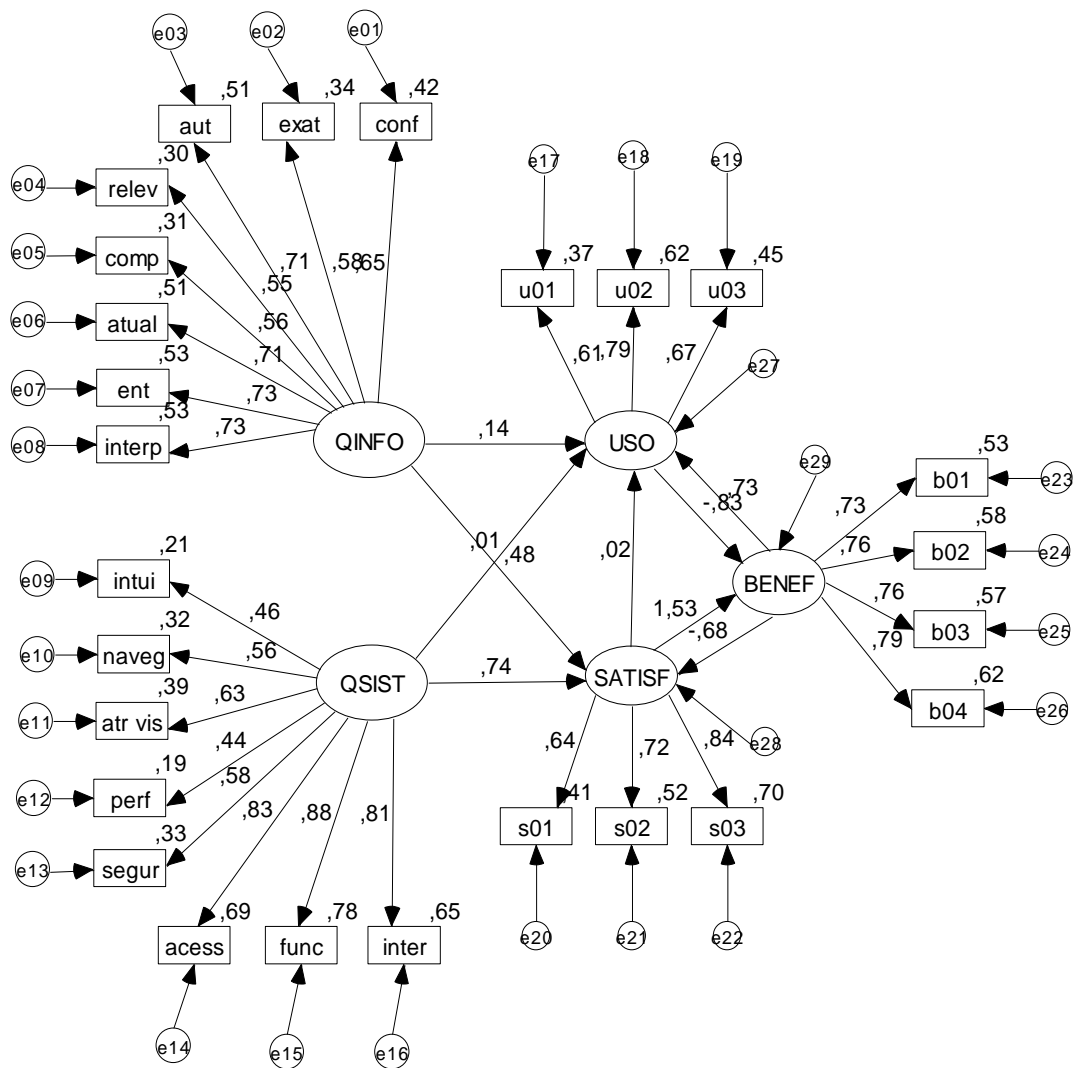 e03 e02 e01
,51 ,34 ,42
aut exat conf
,30
e04 relev
,31
e05 comp
,51
e06 atual
,53
e07 ent
,53
e08 interp
,71 ,58 ,65
,55
,56
,71
,73
,73
QINFO
e17 e18 e19
,37 ,62 ,45
u01 u02 u03
,61 ,79 ,67
e27
USO
,14
e29
,01 ,48 ,02
,73
-,83
BENEF
1,53
-,68
,73
,76
,76
,79
,53
b01 e23
,58
b02 e24
,57
b03 e25
,62
b04 e26
,21
e09 intui
,32
e10 naveg
,39
e11 atr vis
,19
e12 perf
,33
e13 segur
,46
,56
,63
,44
,58
,83 ,88 ,81
QSIST
,74
SATISF
e28
,64 ,72 ,84
,41 ,52 ,70
s01 s02 s03
e20 e21 e22
,69 ,78 ,65
acess func inter
e14 e15 e16